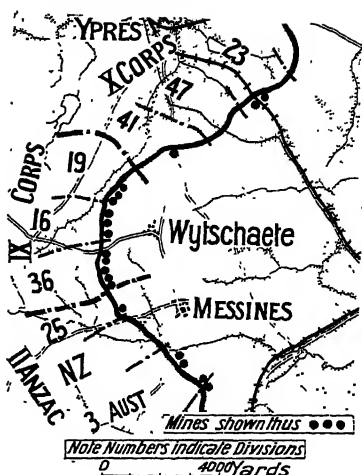 YPRES
X CORPS
23
47
41
19
CORPS
16
IX
Wytschaete
36
MESSINES
25
II ANZAC
NZ
3 AUST
Mines shown thus •••
Note Numbers indicate Divisions
0 4000 Yards